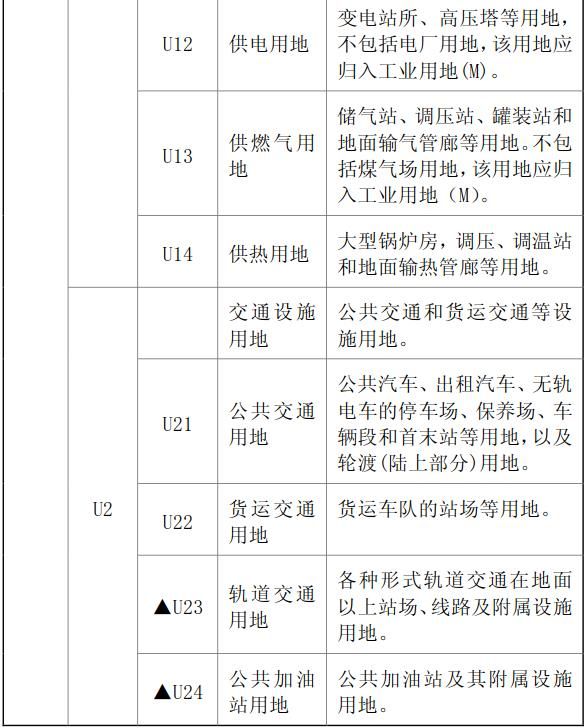 U12
供电用地
变电站所、高压塔等用地，
不包括电厂用地，该用地应
归入工业用地(M)。
U13
供燃气用
地
储气站、调压站、罐装站和
地面输气管廊等用地。不包
括煤气场用地，该用地应归
入工业用地（M）。
U14
供热用地
大型锅炉房，调压、调温站
和地面输热管廊等用地。
U2
交通设施
用地
公共交通和货运交通等设
施用地。
U21
公共交通
用地
公共汽车、出租汽车、无轨
电车的停车场、保养场、车
辆段和首末站等用地，以及
轮渡(陆上部分)用地。
U22
货运交通
用地
货运车队的站场等用地。
▲U23
轨道交通
用地
各种形式轨道交通在地面
以上站场、线路及附属设施
用地。
▲U24
公共加油
站用地
公共加油站及其附属设施
用地。